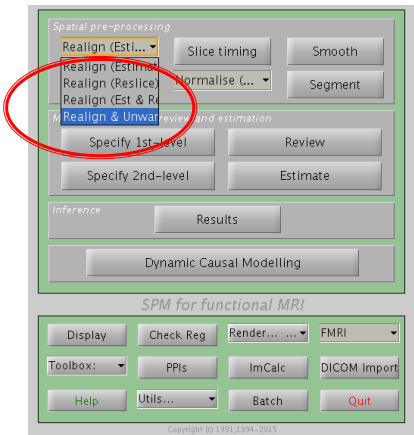 Spatial pre-processing
Realign (Esti...
Slice timing
Smooth
Realign (Estimat
Realign (Reslice)
Normalise (...
Realign (Est & Re
Segment
Realign & Unwar
review and estimation
Specify 1st-level
Review
Specify 2nd-level
Estimate
Inference
Results
Dynamic Causal Modelling
SPM for functional MRI
Display
Check Reg
Render... ...
FMRI
Toolbox:
PPIs
ImCalc
DICOM Import
Help
Utils...
Batch
Quit
Copyright (c) 1991,1994-2015